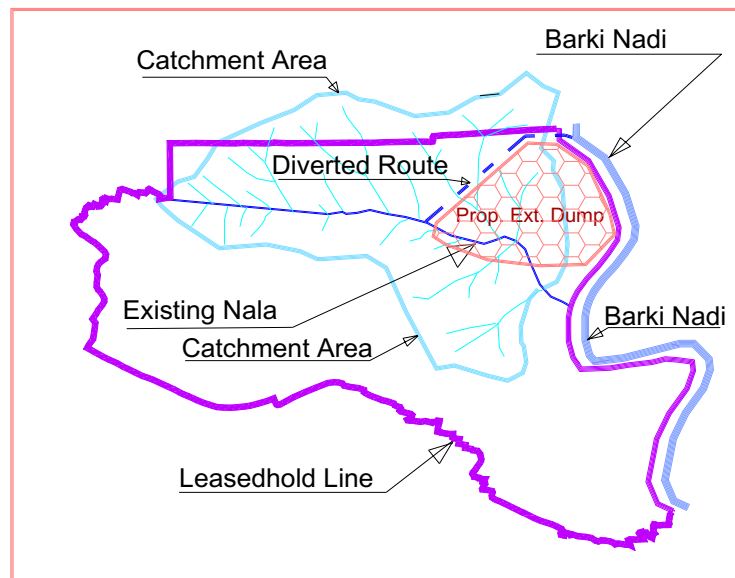 Barki Nadi
Catchment Area
Diverted Route
Prop. Ext. Dump
Existing Nala
Barki Nadi
Catchment Area
Leasedhold Line